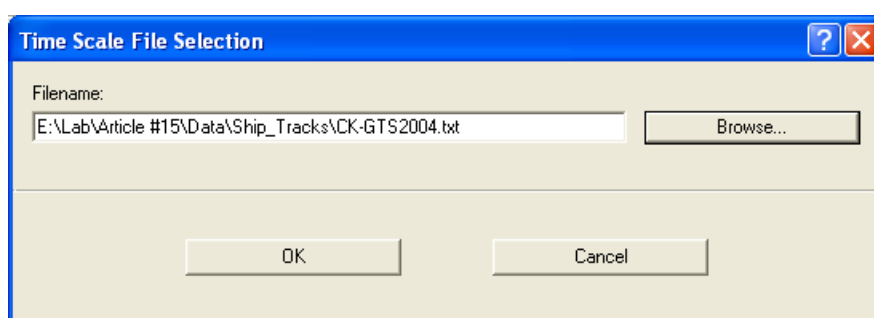 Time Scale File Selection
Filename:
E:\Lab\Article #15\Data\Ship_Tracks\CK-GTS2004.txt
Browse...
OK
Cancel